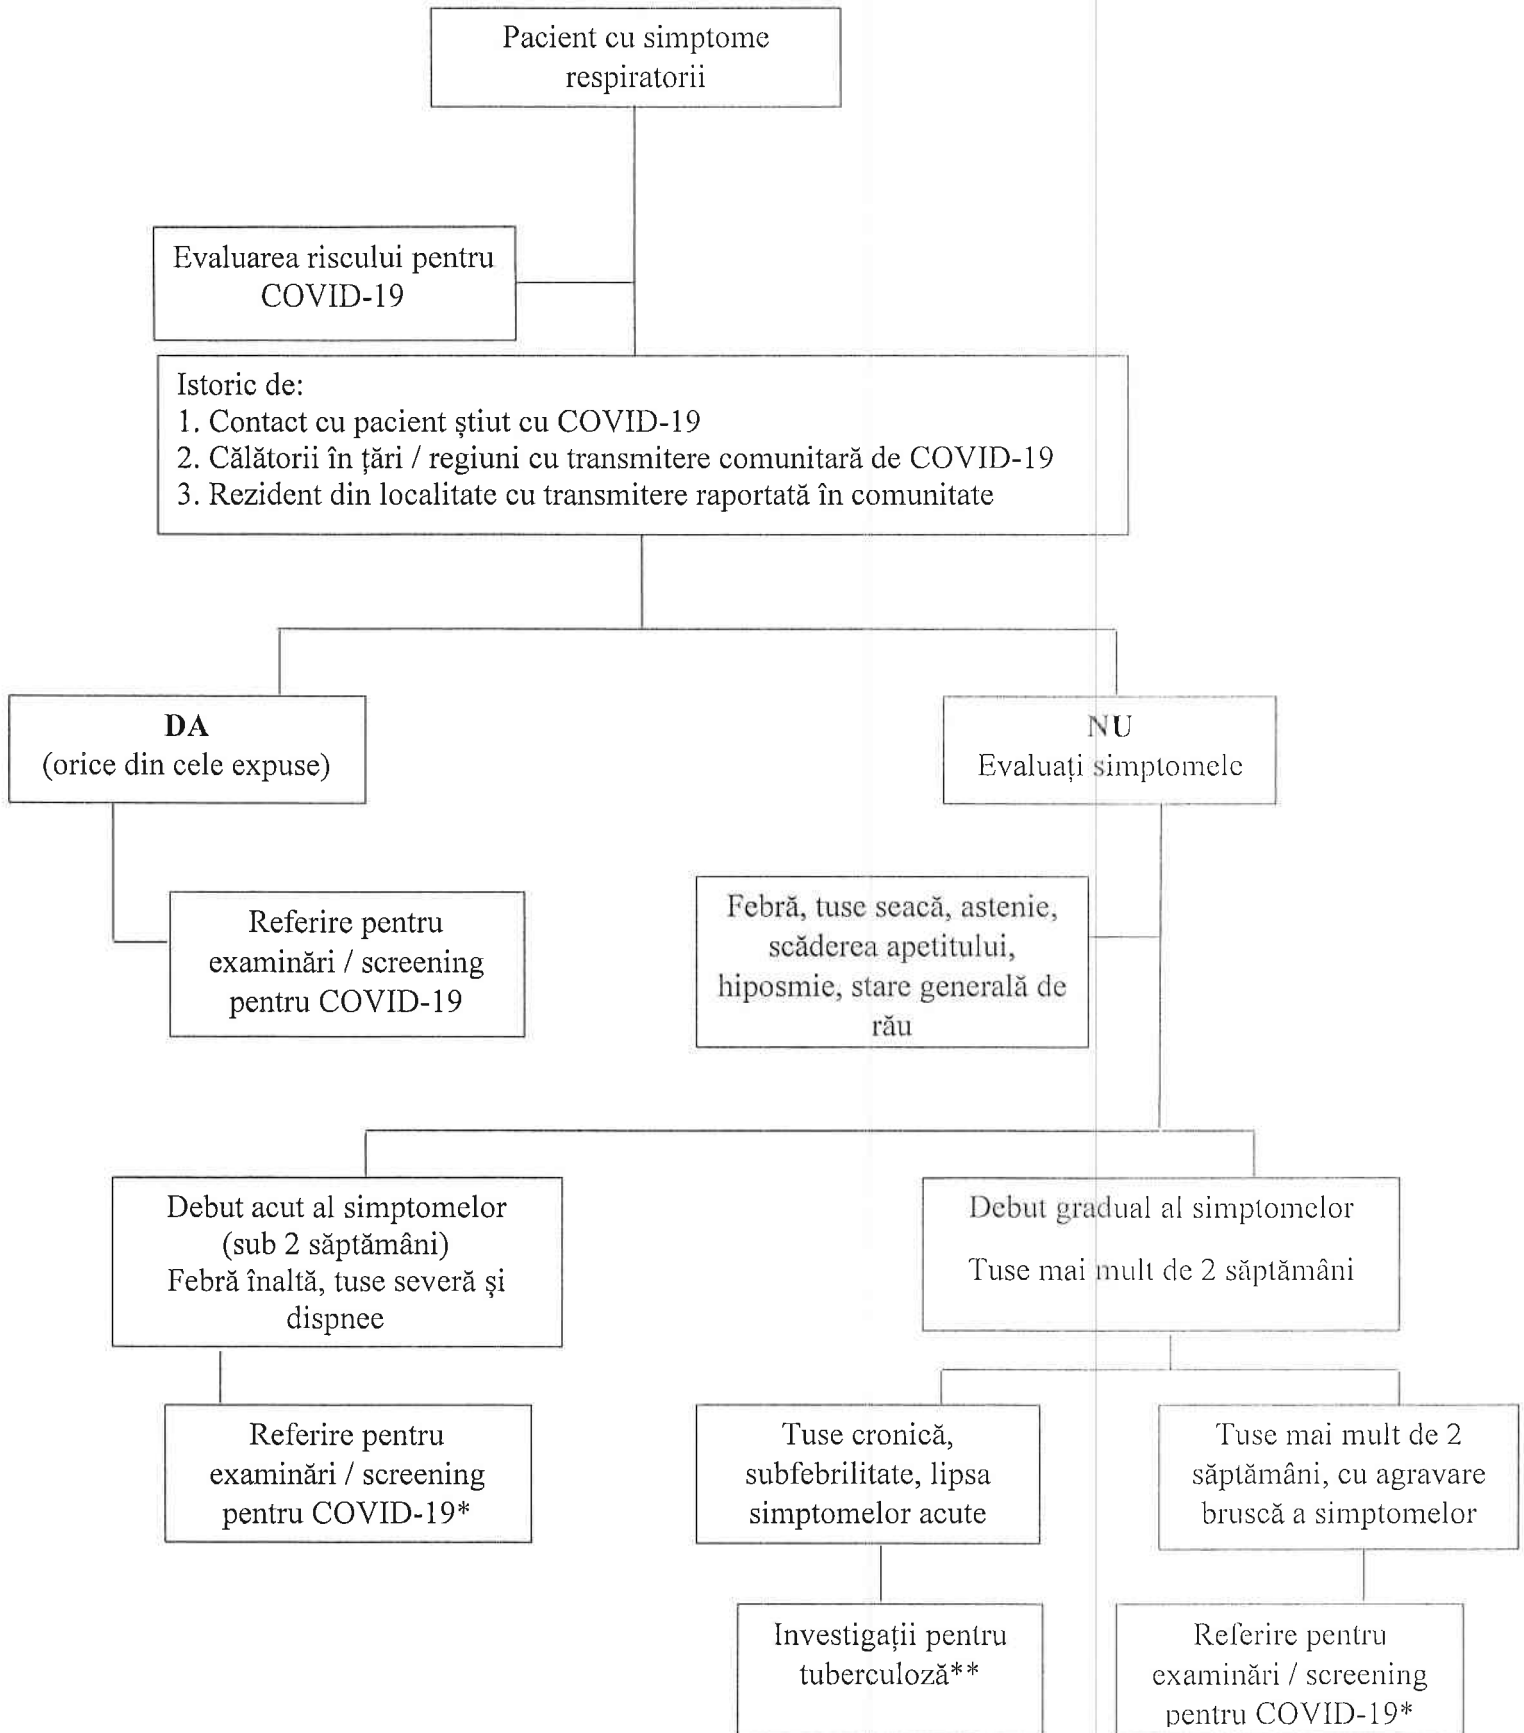 Pacient cu simptome
respiratorii
Evaluarea riscului pentru
COVID-19
Istoric de:
1. Contact cu pacient știut cu COVID-19
2. Călătorii în țări / regiuni cu transmitere comunitară de COVID-19
3. Rezident din localitate cu transmitere raportată în comunitate
DA
(orice din cele expuse)
NU
Evaluați simptomele
Referire pentru
examinări / screening
pentru COVID-19
Febră, tuse seacă, astenie,
scăderea apetitului,
hiposmie, stare generală de
rău
Debut acut al simptomelor
(sub 2 săptămâni)
Febră înaltă, tuse severă și
dispnee
Debut gradual al simptomelor
Tuse mai mult de 2 săptămâni
Referire pentru
examinări / screening
pentru COVID-19*
Tuse cronică,
subfebrilitate, lipsa
simptomelor acute
Tuse mai mult de 2
săptămâni, cu agravare
bruscă a simptomelor
Investigații pentru
tuberculoză**
Referire pentru
examinări / screening
pentru COVID-19*